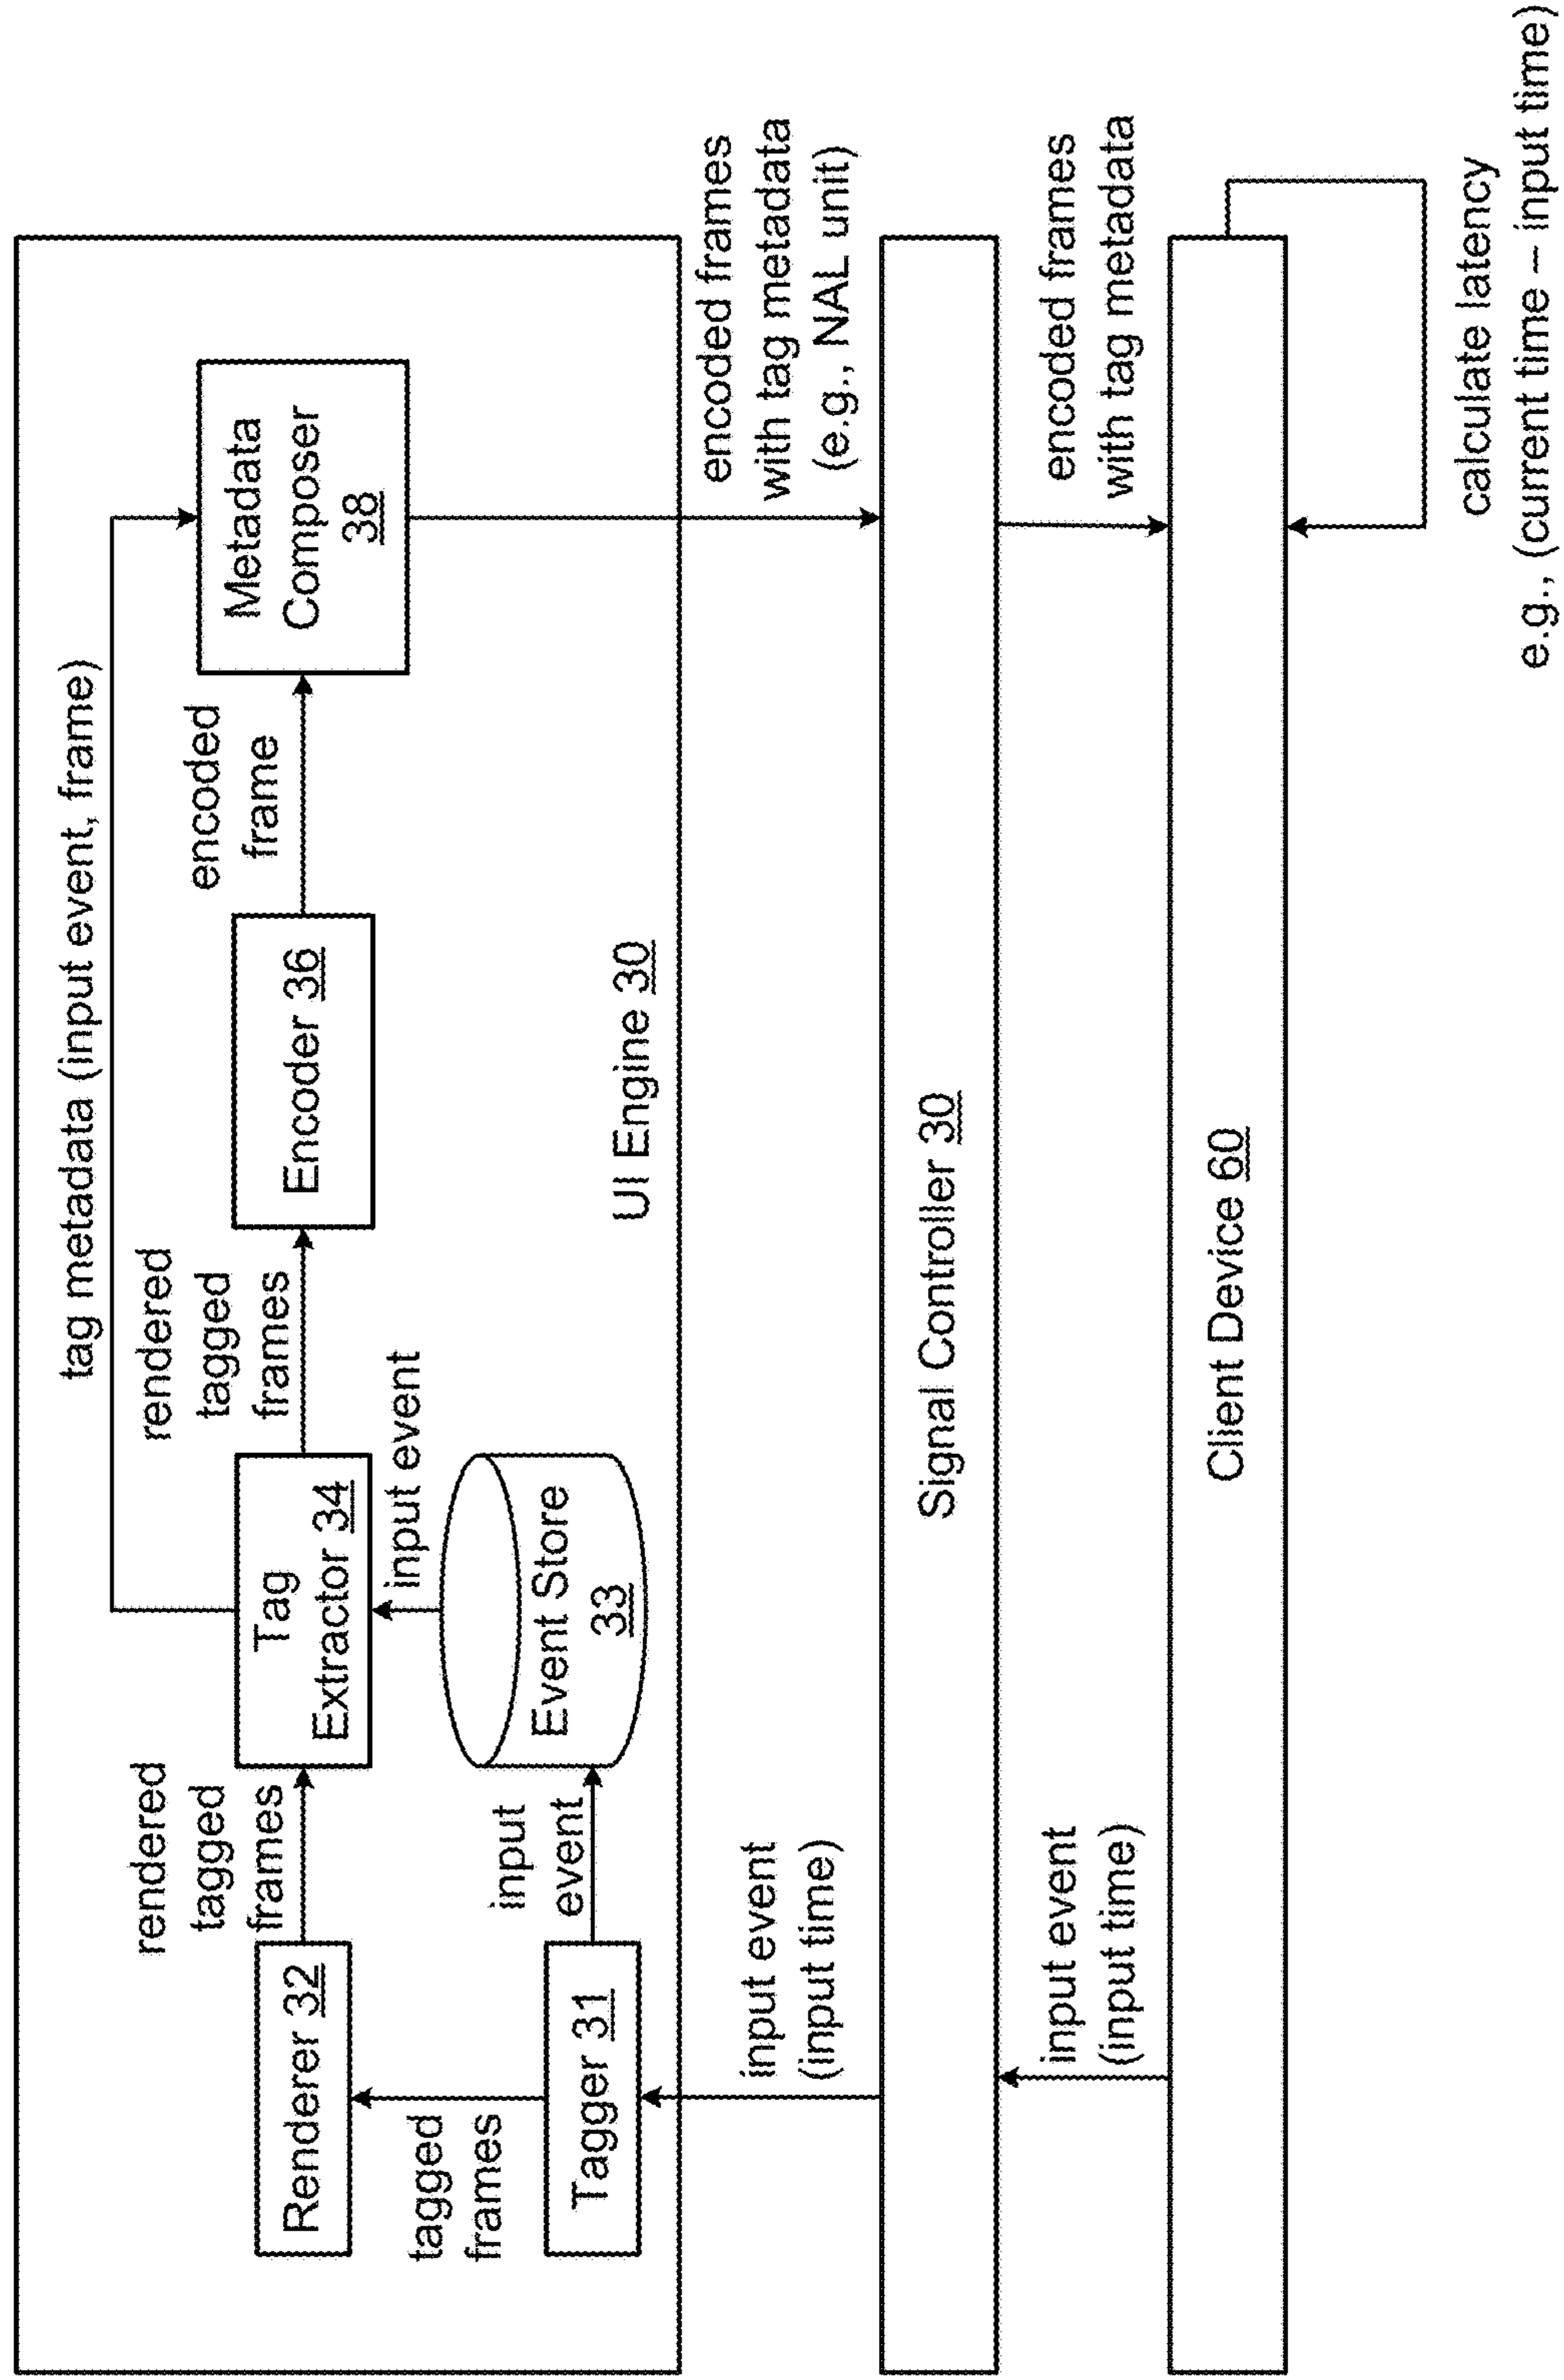 tag metadata (input event, frame)
rendered
tagged
frames
rendered
tagged
frames
encoded
frame
Renderer 32
Tag
Extractor 34
Encoder 36
Metadata
Composer
38
tagged
frames
input event
Tagger 31
input
event
Event Store
33
UI Engine 30
input event
(input time)
encoded frames
with tag metadata
(e.g., NAL unit)
Signal Controller 30
input event
(input time)
encoded frames
with tag metadata
Client Device 60
calculate latency
e.g., (current time – input time)